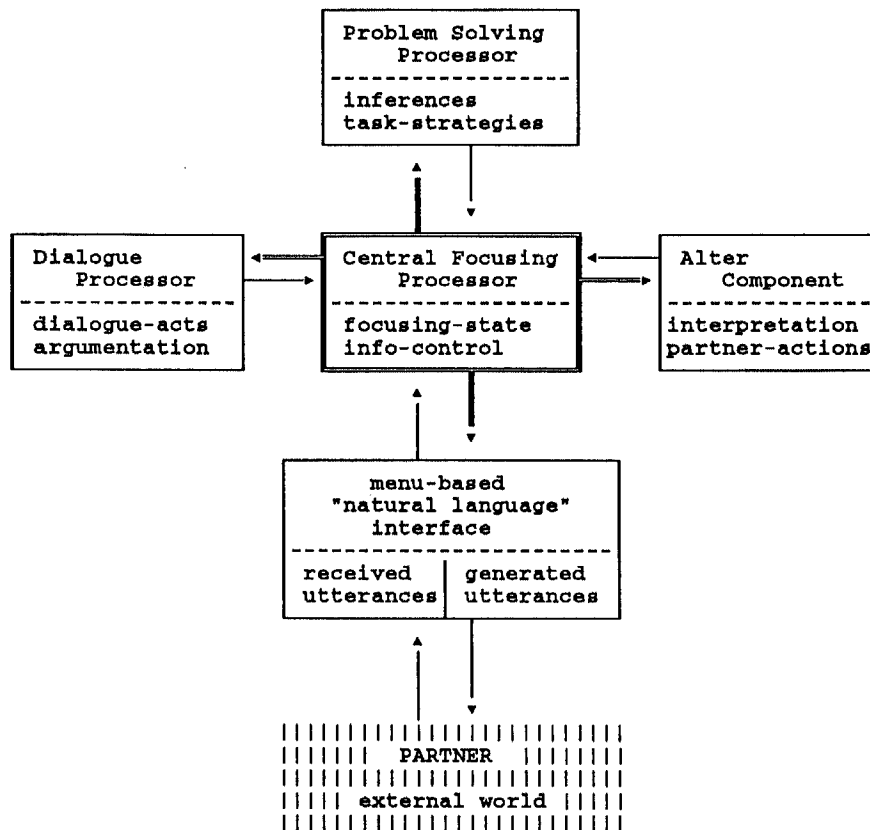 Problem Solving
Processor
inferences
task-strategies
Dialogue
Processor
dialogue-acts
argumentation
Central Focusing
Processor
focusing-state
info-control
Alter
Component
interpretation
partner-actions
menu-based
"natural language"
interface
received
utterances
generated
utterances
PARTNER
external world